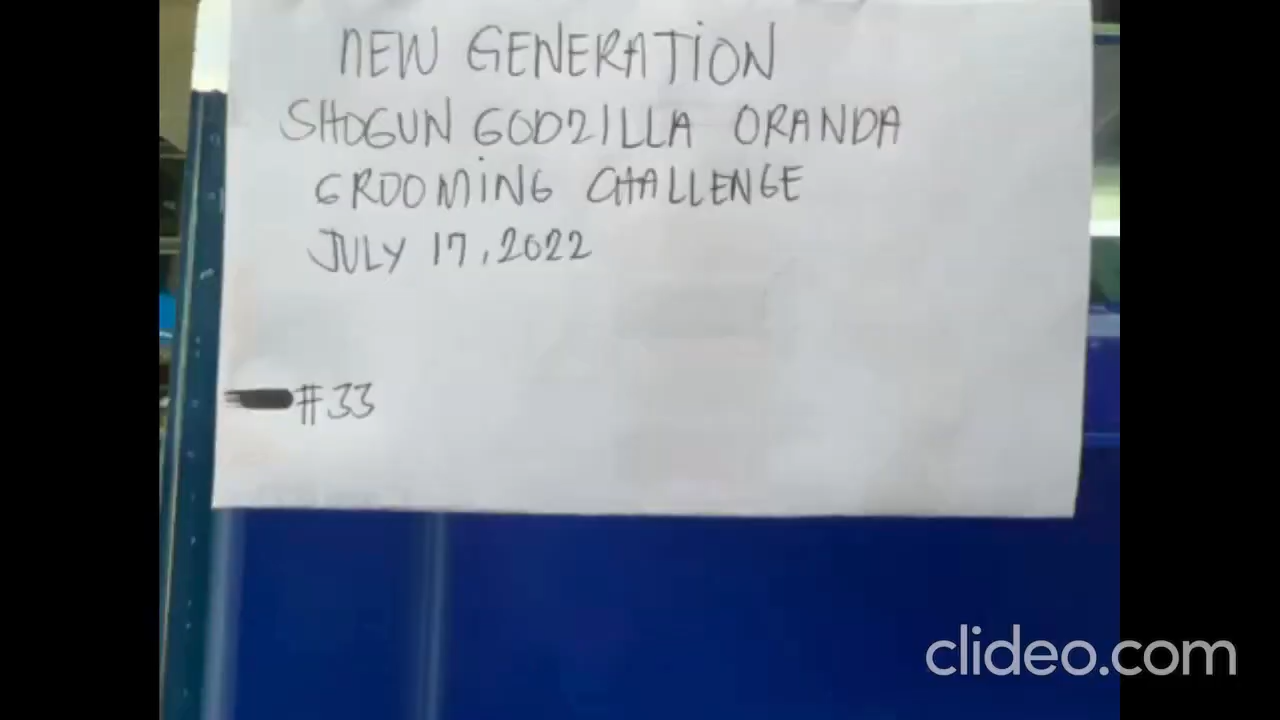 NEW GENERATION
SHOGUN GODZILLA ORANDA
GROOMING CHALLENGE
JULY 17, 2022
#33
clideo.com